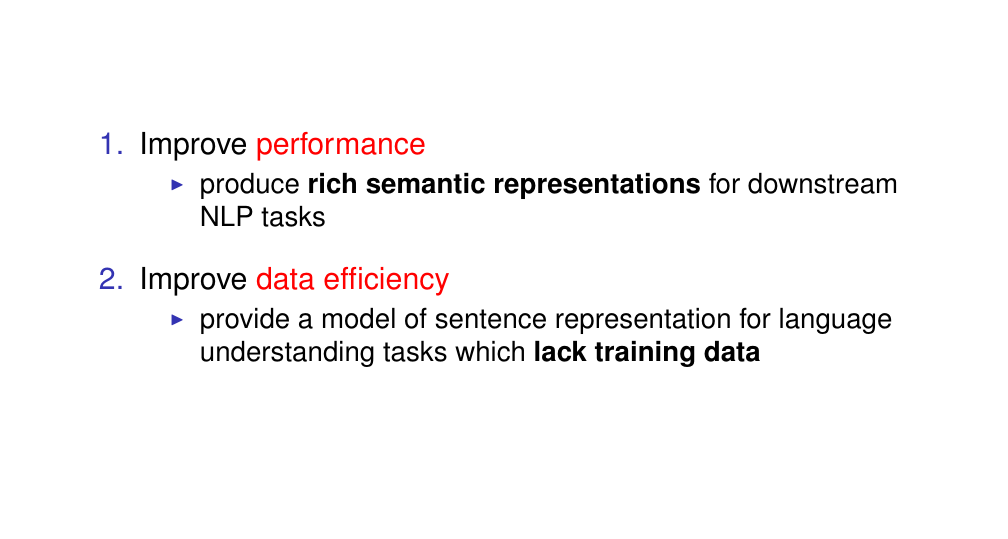 1. Improve performance
▶ produce rich semantic representations for downstream
NLP tasks
2. Improve data efficiency
▶ provide a model of sentence representation for language
understanding tasks which lack training data